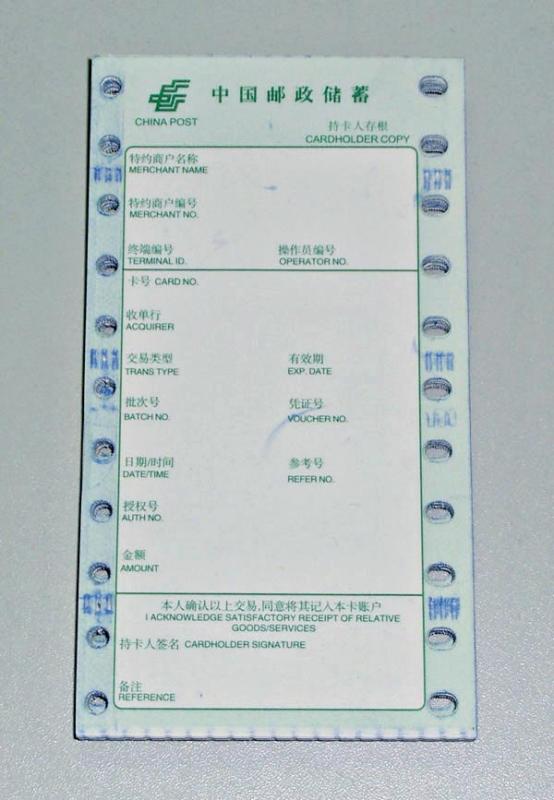 中国邮政储蓄
CHINA POST
持卡人存根
CARDHOLDER COPY
特约商户名称
MERCHANT NAME
特约商户编号
MERCHANT NO.
终端编号 操作员编号
TERMINAL ID. OPERATOR NO.
卡号 CARD NO.
收单行
ACQUIRER
交易类型 有效期
TRANS TYPE EXP. DATE
批次号 凭证号
BATCH NO. VOUCHER NO.
日期/时间 参考号
DATE/TIME REFER NO.
授权号
AUTH NO.
金额
AMOUNT
本人确认以上交易,同意将其记入本卡账户
I ACKNOWLEDGE SATISFACTORY RECEIPT OF RELATIVE
GOODS/SERVICES
持卡人签名 CARDHOLDER SIGNATURE
备注
REFERENCE